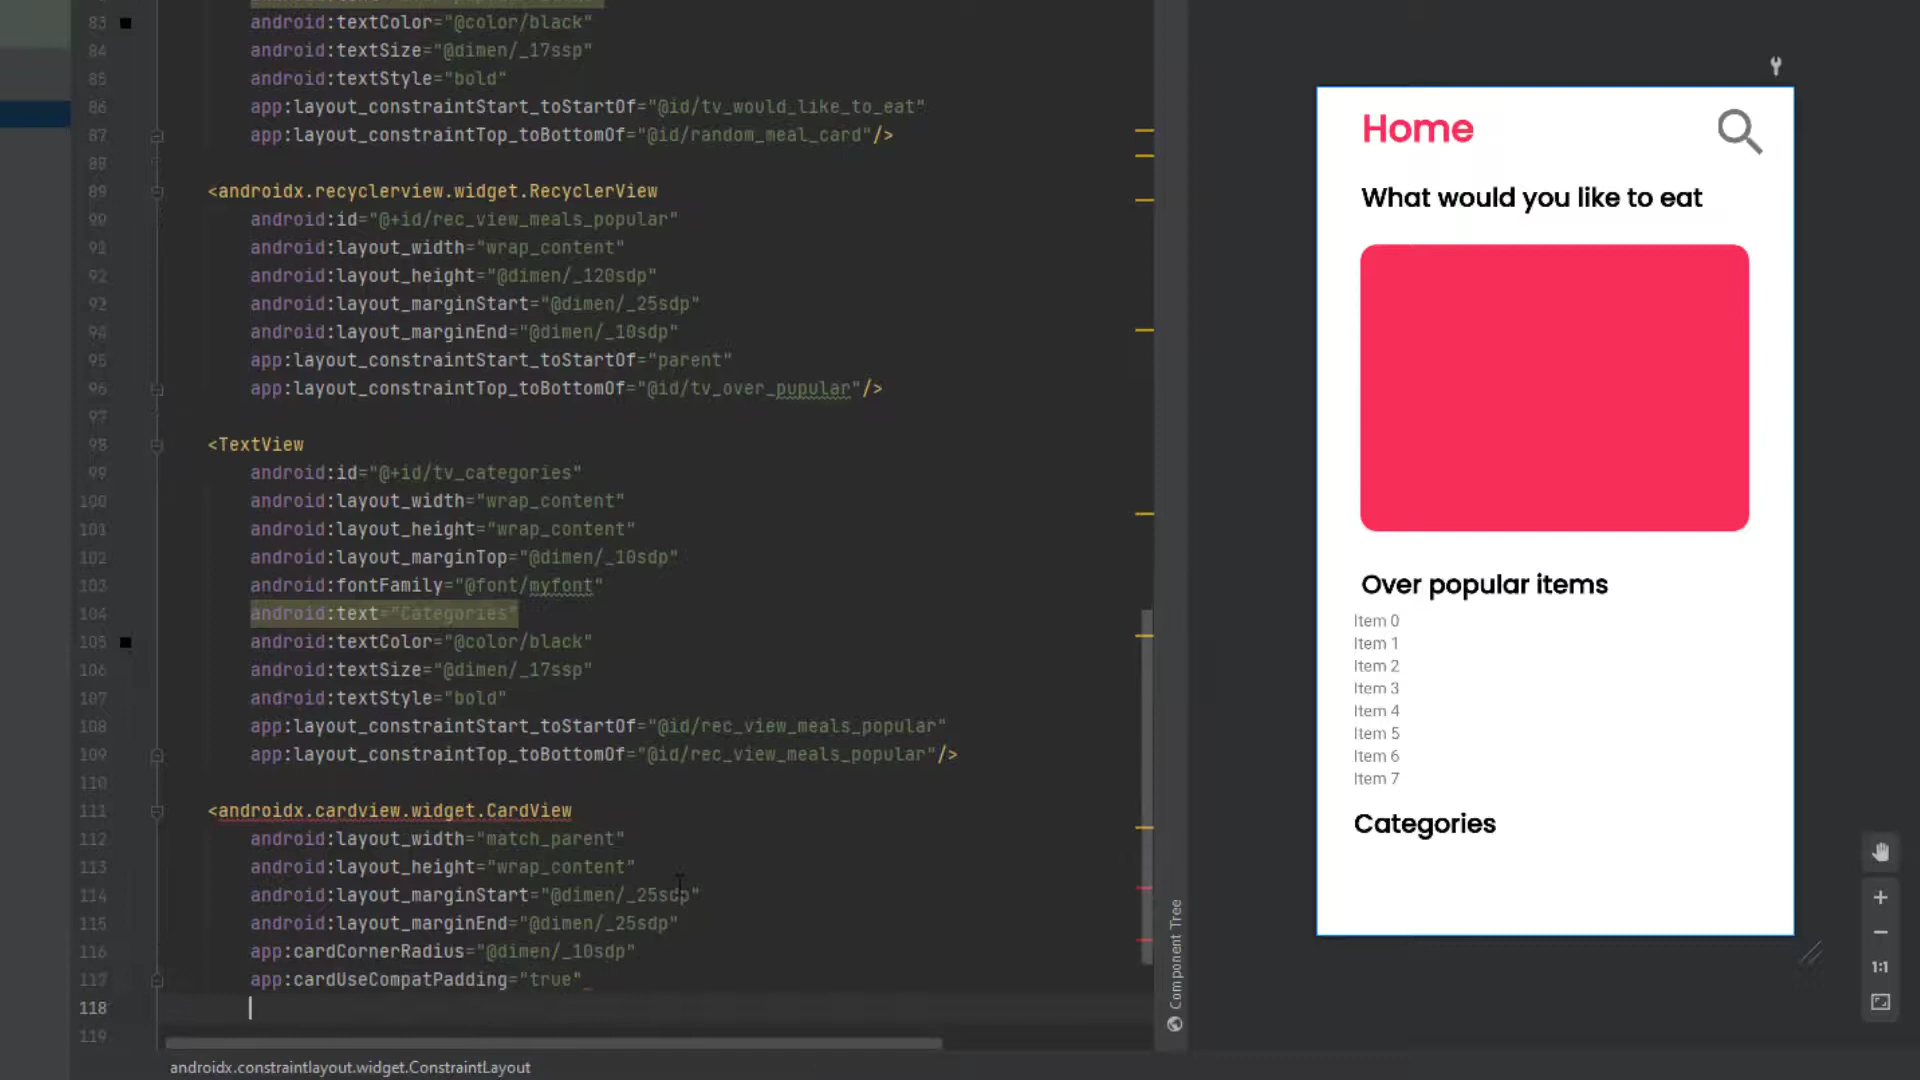 83 android:textColor="@color/black"
84 android:textSize="@dimen/_17ssp"
85 android:textStyle="bold"
86 app:layout_constraintStart_toStartOf="@id/tv_would_like_to_eat"
87 app:layout_constraintTop_toBottomOf="@id/random_meal_card"/>
88
89 <androidx.recyclerview.widget.RecyclerView
90 android:id="@+id/rec_view_meals_popular"
91 android:layout_width="wrap_content"
92 android:layout_height="@dimen/_120sdp"
93 android:layout_marginStart="@dimen/_25sdp"
94 android:layout_marginEnd="@dimen/_10sdp"
95 app:layout_constraintStart_toStartOf="parent"
96 app:layout_constraintTop_toBottomOf="@id/tv_over_pupular"/>
97
98 <TextView
99 android:id="@+id/tv_categories"
100 android:layout_width="wrap_content"
101 android:layout_height="wrap_content"
102 android:layout_marginTop="@dimen/_10sdp"
103 android:fontFamily="@font/myfont"
104 android:text="Categories"
105 android:textColor="@color/black"
106 android:textSize="@dimen/_17ssp"
107 android:textStyle="bold"
108 app:layout_constraintStart_toStartOf="@id/rec_view_meals_popular"
109 app:layout_constraintTop_toBottomOf="@id/rec_view_meals_popular"/>
110
111 <androidx.cardview.widget.CardView
112 android:layout_width="match_parent"
113 android:layout_height="wrap_content"
114 android:layout_marginStart="@dimen/_25sdp"
115 android:layout_marginEnd="@dimen/_25sdp"
116 app:cardCornerRadius="@dimen/_10sdp"
117 app:cardUseCompatPadding="true"
118
119
androidx.constraintlayout.widget.ConstraintLayout
Component Tree
Home
What would you like to eat
Over popular items
Item 0
Item 1
Item 2
Item 3
Item 4
Item 5
Item 6
Item 7
Categories
1:1